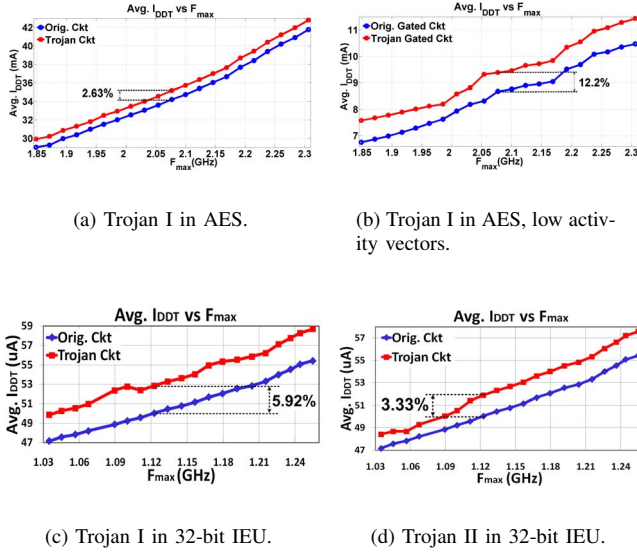 Avg. IDDT vs Fmax
Orig. Ckt
Trojan Ckt
2.63%
Avg. IDDT (mA)
42
40
38
36
34
32
30
1.85 1.9 1.95 2 2.05 2.1 2.15 2.2 2.25 2.3
Fmax(GHz)
(a) Trojan I in AES.
Avg. IDDT vs Fmax
Orig. Gated Ckt
Trojan Gated Ckt
12.2%
Avg. IDDT (mA)
11
10
9
8
7
6
1.85 1.9 1.95 2 2.05 2.1 2.15 2.2 2.25 2.3
Fmax(GHz)
(b) Trojan I in AES, low activ-
ity vectors.
Avg. IDDT vs Fmax
Orig. Ckt
Trojan Ckt
5.92%
Avg. IDDT (uA)
59
57
55
53
51
49
47
1.03 1.06 1.09 1.12 1.15 1.18 1.21 1.24
Fmax(GHz)
(c) Trojan I in 32-bit IEU.
Avg. IDDT vs Fmax
Orig. Ckt
Trojan Ckt
3.33%
Avg. IDDT (uA)
57
55
52
50
47
1.03 1.06 1.09 1.12 1.15 1.18 1.21 1.24
Fmax(GHz)
(d) Trojan II in 32-bit IEU.